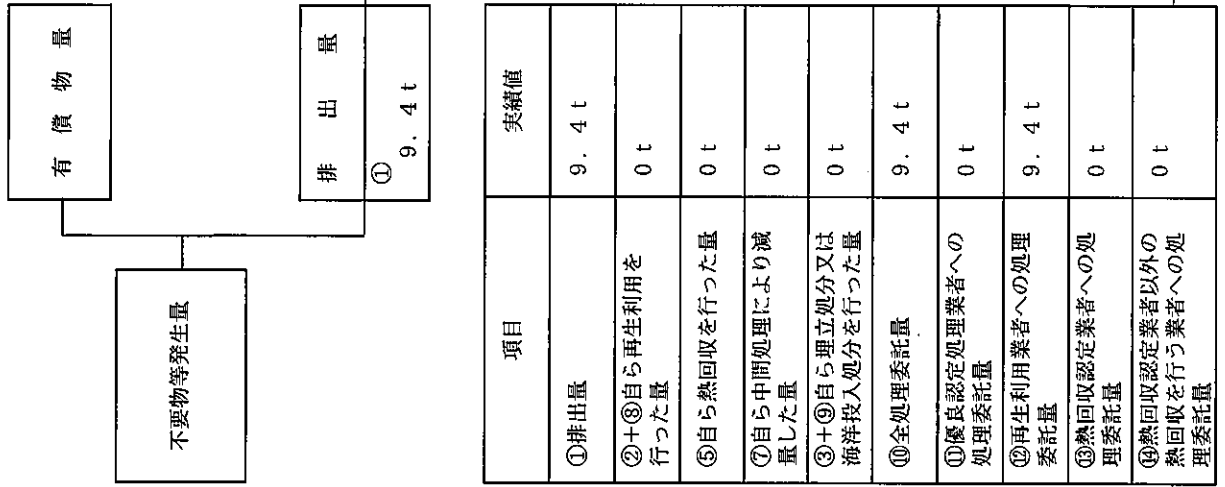 有償物量
不要物等発生量
排出量
①
9.4t
項目
実績値
①排出量
9.4t
②+⑧自ら再生利用を
行った量
0t
⑤自ら熱回収を行った量
0t
⑦自ら中間処理により減
量した量
0t
③+⑨自ら埋立処分又は
海洋投入処分を行った量
0t
⑩全処理委託量
9.4t
⑪優良認定処理業者への
処理委託量
0t
⑫再生利用業者への処理
委託量
9.4t
⑬熱回収認定業者への処
理委託量
0t
⑭熱回収認定業者以外の
熱回収を行う業者への処
理委託量
0t